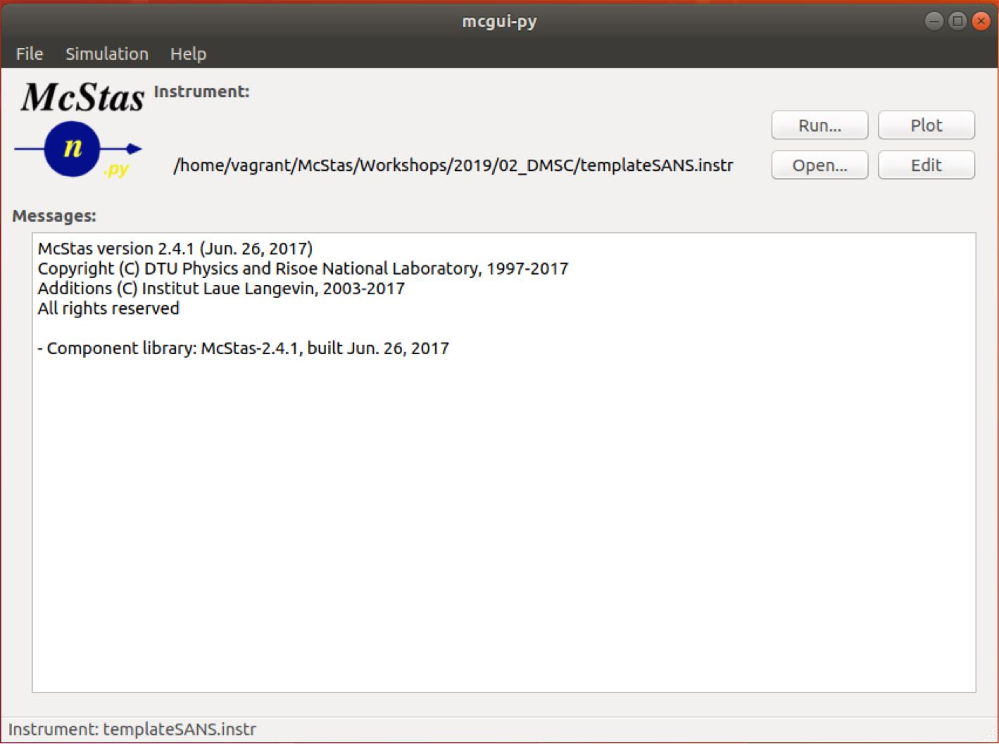 mcgui-py
File Simulation Help
McStas
n
.py
Instrument:
/home/vagrant/McStas/Workshops/2019/02_DMSC/templateSANS.instr
Run... Plot
Open... Edit
Messages:
McStas version 2.4.1 (Jun. 26, 2017)
Copyright (C) DTU Physics and Risoe National Laboratory, 1997-2017
Additions (C) Institut Laue Langevin, 2003-2017
All rights reserved
- Component library: McStas-2.4.1, built Jun. 26, 2017
Instrument: templateSANS.instr